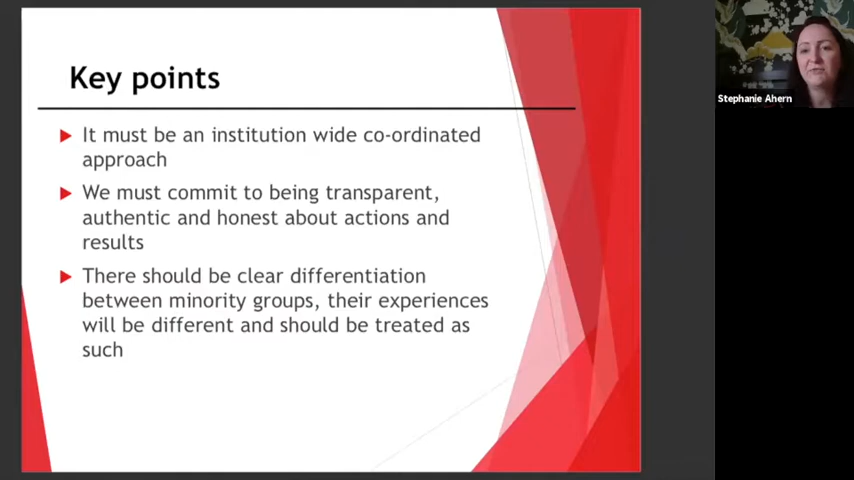 Key points
It must be an institution wide co-ordinated
approach
We must commit to being transparent,
authentic and honest about actions and
results
There should be clear differentiation
between minority groups, their experiences
will be different and should be treated as
such
Stephanie Ahern